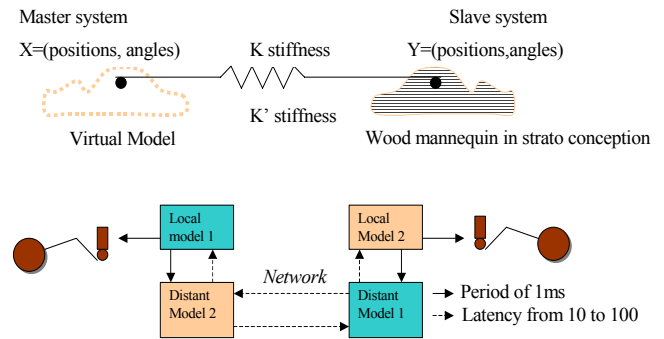 Master system
Slave system
X=(positions, angles)
K stiffness
Y=(positions,angles)
K' stiffness
Virtual Model
Wood mannequin in strato conception
Local
model 1
Local
Model 2
Network
Distant
Model 2
Distant
Model 1
Period of 1ms
Latency from 10 to 100